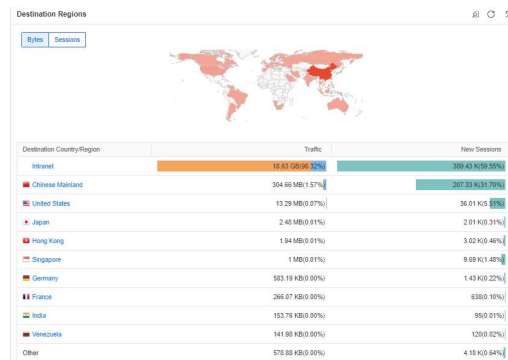 Destination Regions
Bytes Sessions
Destination Country/Region Traffic New Sessions
Intranet 18.63 GB(98.32%) 389.43 K(59.55%)
Chinese Mainland 304.66 MB(1.57%) 207.33 K(31.70%)
United States 13.29 MB(0.07%) 36.01 K(5.51%)
Japan 2.48 MB(0.01%) 2.01 K(0.31%)
Hong Kong 1.94 MB(0.01%) 3.02 K(0.46%)
Singapore 1 MB(0.01%) 9.69 K(1.48%)
Germany 583.19 KB(0.00%) 1.43 K(0.22%)
France 266.07 KB(0.00%) 638(0.10%)
India 153.76 KB(0.00%) 95(0.01%)
Venezuela 141.98 KB(0.00%) 120(0.02%)
Other 578.88 KB(0.00%) 4.18 K(0.64%)